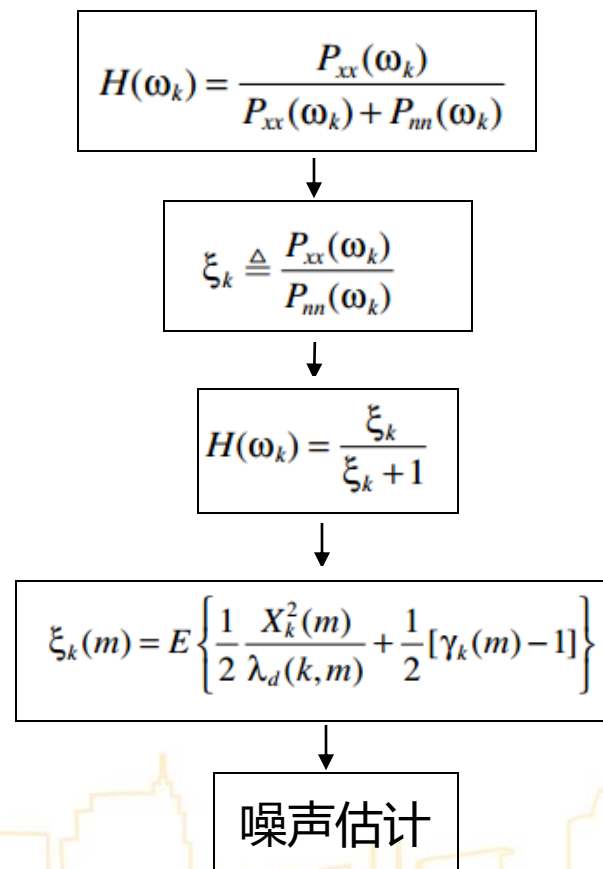 H(ω_k) = P_xx(ω_k) / (P_xx(ω_k) + P_nn(ω_k))
ξ_k ≜ P_xx(ω_k) / P_nn(ω_k)
H(ω_k) = ξ_k / (ξ_k + 1)
ξ_k(m) = E{1/2 X_k^2(m) / λ_d(k,m) + 1/2 [γ_k(m) − 1]}
噪声估计